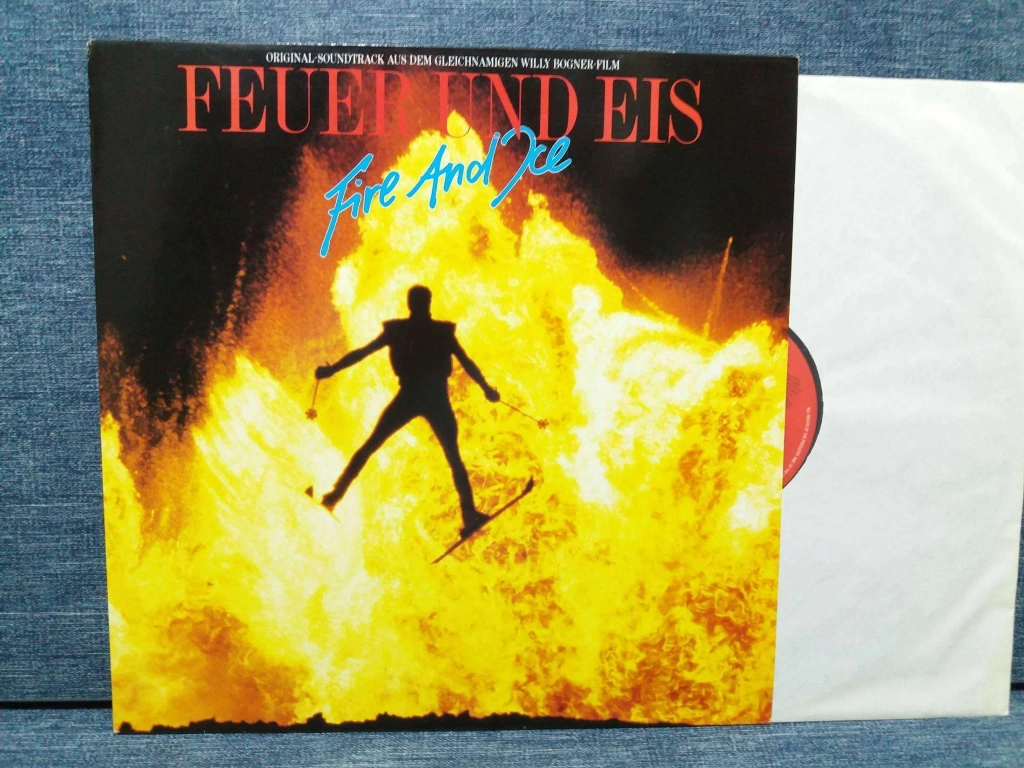 ORIGINAL-SOUNDTRACK AUS DEM GLEICHNAMIGEN WILLY BOGNER-FILM
FEUER UND EIS
Fire And Ice